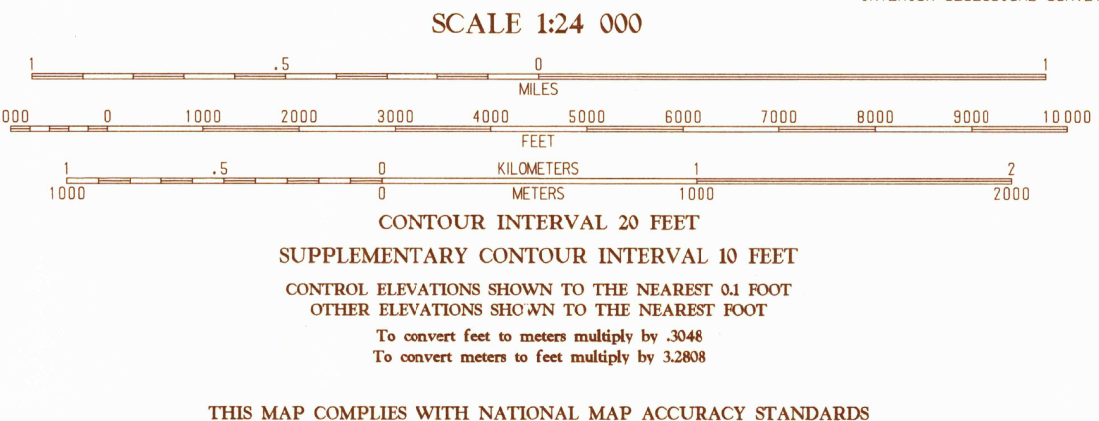 SCALE 1:24 000
1 .5 0 1
MILES
000 0 1000 2000 3000 4000 5000 6000 7000 8000 9000 10 000
FEET
1 .5 0 KILOMETERS 1 2
1000 0 METERS 1000 2000
CONTOUR INTERVAL 20 FEET
SUPPLEMENTARY CONTOUR INTERVAL 10 FEET
CONTROL ELEVATIONS SHOWN TO THE NEAREST 0.1 FOOT
OTHER ELEVATIONS SHOWN TO THE NEAREST FOOT
To convert feet to meters multiply by .3048
To convert meters to feet multiply by 3.2808
THIS MAP COMPLIES WITH NATIONAL MAP ACCURACY STANDARDS